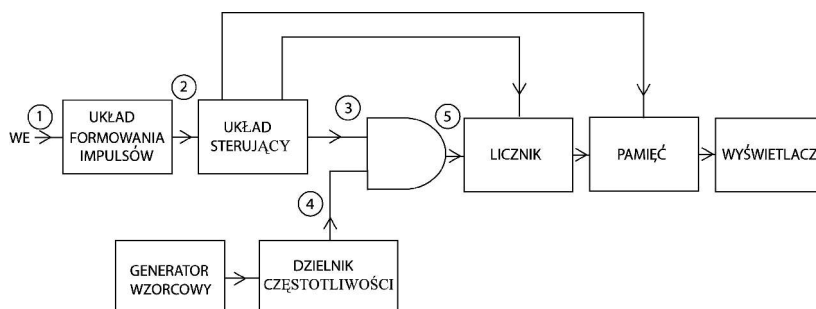 WE
1
UKŁAD
FORMOWANIA
IMPULSÓW
2
UKŁAD
STERUJĄCY
3
4
5
LICZNIK
PAMIĘĆ
WYŚWIETLACZ
GENERATOR
WZORCOWY
DZIELNIK
CZĘSTOTLIWOŚCI